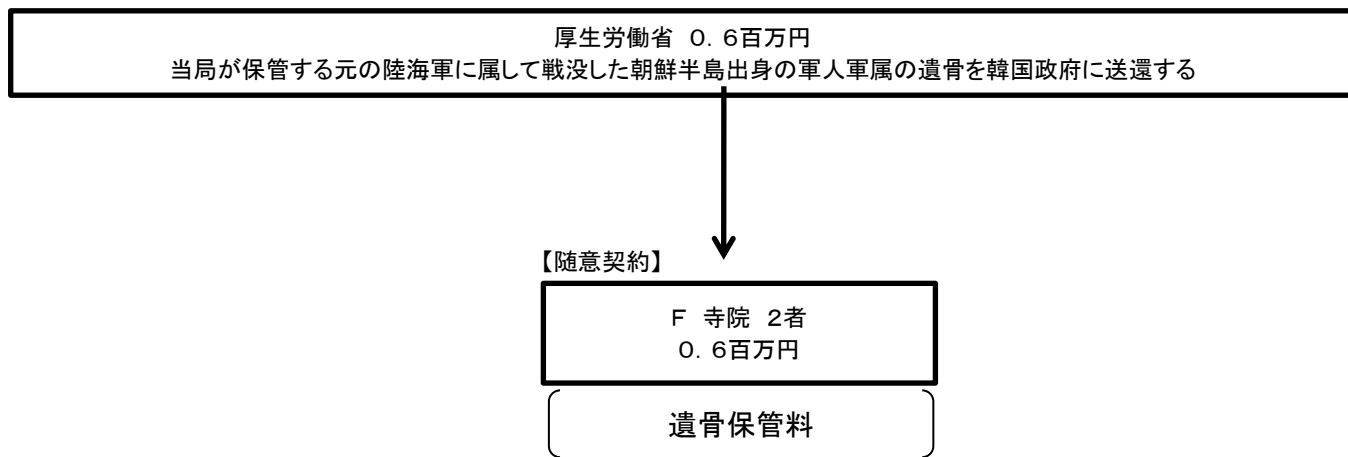 厚生労働省 ０．６百万円
当局が保管する元の陸海軍に属して戦没した朝鮮半島出身の軍人軍属の遺骨を韓国政府に送還する
【随意契約】
Ｆ 寺院 ２者
０．６百万円
遺骨保管料